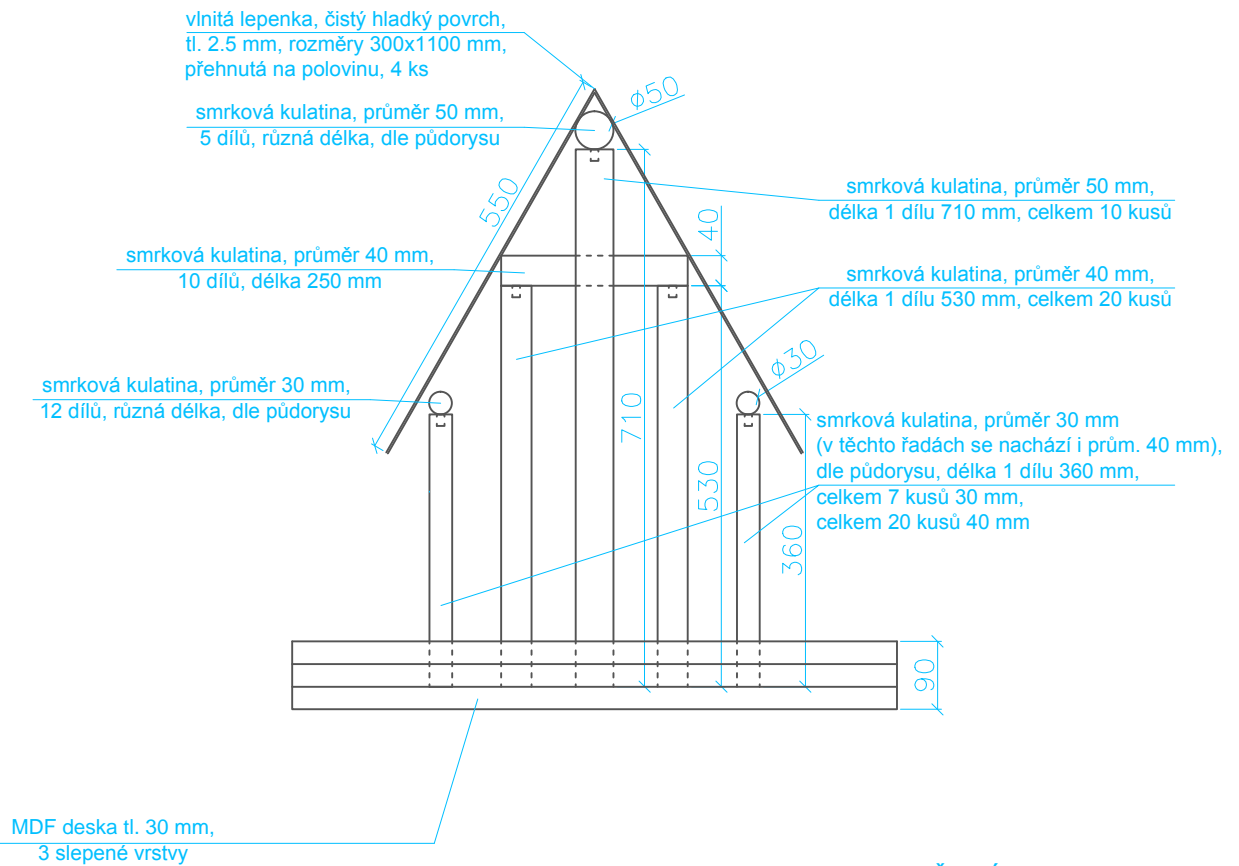 vlnitá lepenka, čistý hladký povrch,
tl. 2.5 mm, rozměry 300x1100 mm,
přehnutá na polovinu, 4 ks
ø50
smrková kulatina, průměr 50 mm,
5 dílů, různá délka, dle půdorysu
550
smrková kulatina, průměr 50 mm,
délka 1 dílu 710 mm, celkem 10 kusů
40
smrková kulatina, průměr 40 mm,
10 dílů, délka 250 mm
smrková kulatina, průměr 40 mm,
délka 1 dílu 530 mm, celkem 20 kusů
ø30
smrková kulatina, průměr 30 mm,
12 dílů, různá délka, dle půdorysu
710
530
360
smrková kulatina, průměr 30 mm
(v těchto řadách se nachází i prům. 40 mm),
dle půdorysu, délka 1 dílu 360 mm,
celkem 7 kusů 30 mm,
celkem 20 kusů 40 mm
90
MDF deska tl. 30 mm,
3 slepené vrstvy